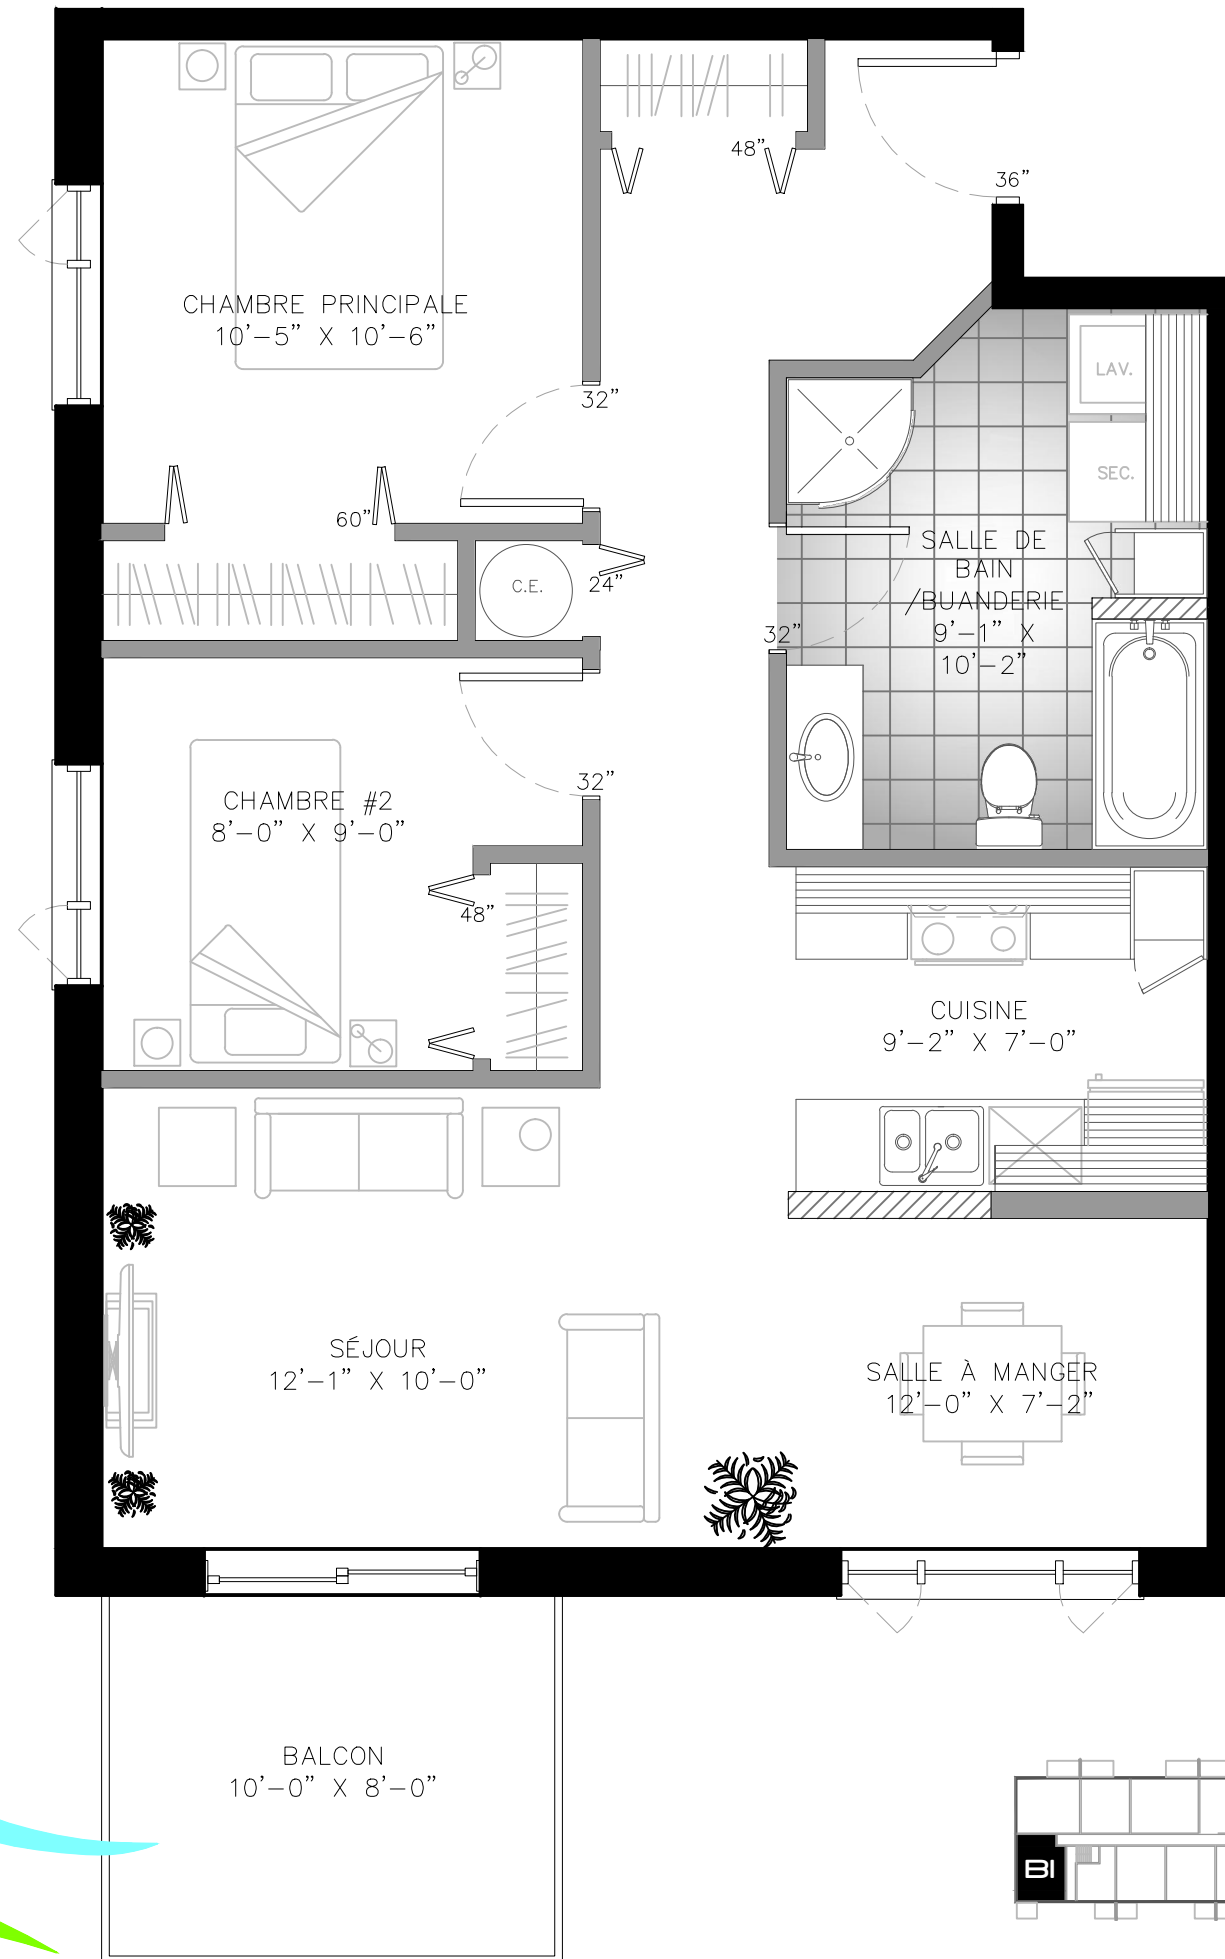 48”
36”
CHAMBRE PRINCIPALE
10’-5” X 10’-6”
32”
LAV.
SEC.
60”
C.E.
24”
SALLE DE
BAIN
/BUANDERIE
9’-1” X
10’-2”
32”
32”
CHAMBRE #2
8’-0” X 9’-0”
48”
CUISINE
9’-2” X 7’-0”
SÉJOUR
12’-1” X 10’-0”
SALLE À MANGER
12’-0” X 7’-2”
BALCON
10’-0” X 8’-0”
BI